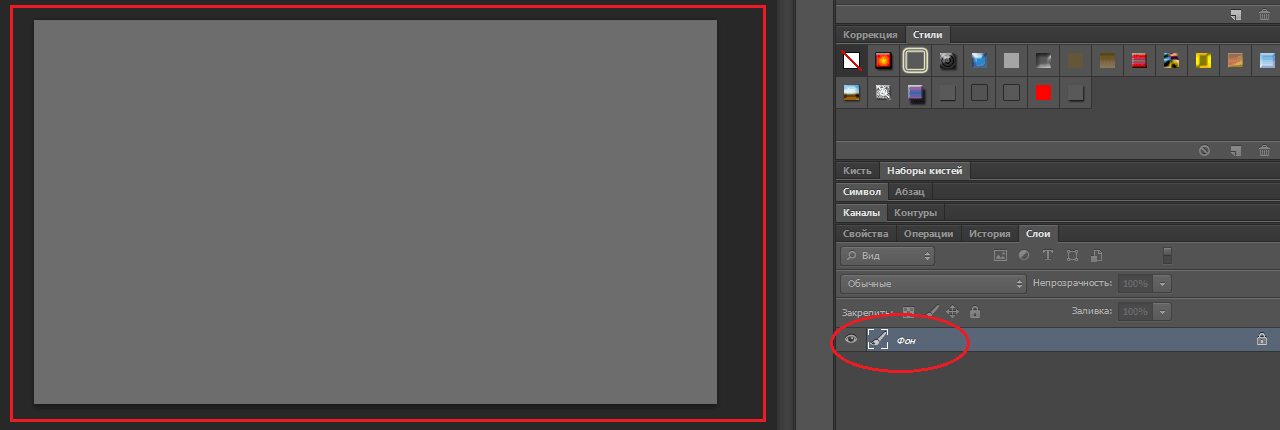 Коррекция Стили
Кисть Наборы кистей
Символ Абзац
Каналы Контуры
Свойства Операции История Слои
Вид
Обычные Непрозрачность: 100%
Закрепить: Заливка: 100%
Фон